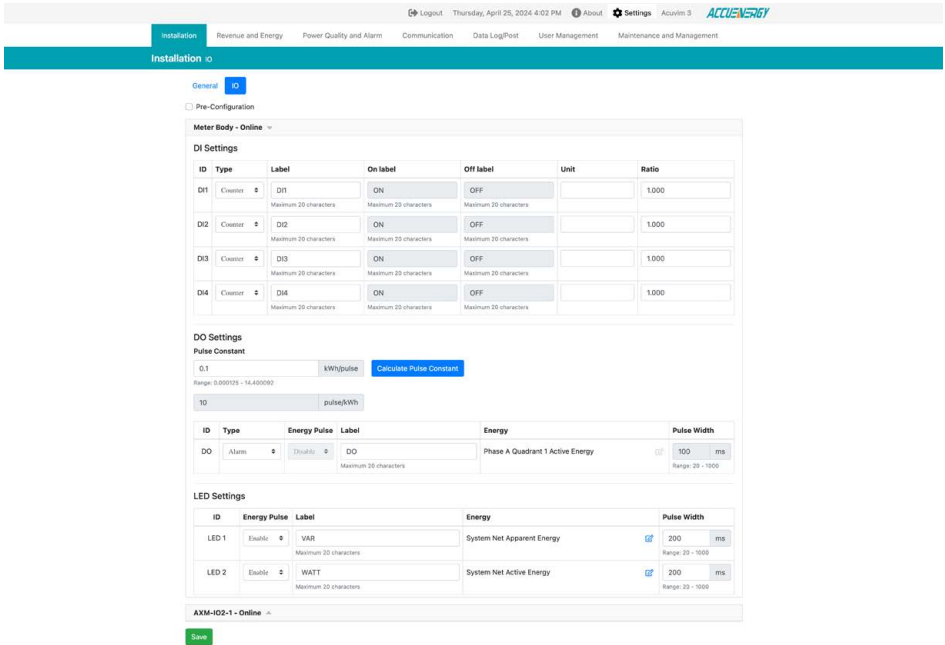 Logout Thursday, April 25, 2024 4:02 PM About Settings Acuvim 3 ACCUENERGY
Installation Revenue and Energy Power Quality and Alarm Communication Data Log/Post User Management Maintenance and Management
Installation IO
General IO
Pre-Configuration
Meter Body - Online
DI Settings
ID Type Label On label Off label Unit Ratio
DI1 Counter DI1 ON OFF 1.000
Maximum 20 characters Maximum 20 characters Maximum 20 characters
DI2 Counter DI2 ON OFF 1.000
Maximum 20 characters Maximum 20 characters Maximum 20 characters
DI3 Counter DI3 ON OFF 1.000
Maximum 20 characters Maximum 20 characters Maximum 20 characters
DI4 Counter DI4 ON OFF 1.000
Maximum 20 characters Maximum 20 characters Maximum 20 characters
DO Settings
Pulse Constant
0.1 kWh/pulse Calculate Pulse Constant
Range: 0.000125 - 14.400092
10 pulse/kWh
ID Type Energy Pulse Label Energy Pulse Width
DO Alarm Disable DO Phase A Quadrant 1 Active Energy 100 ms
Maximum 20 characters Range: 20 - 1000
LED Settings
ID Energy Pulse Label Energy Pulse Width
LED 1 Enable VAR System Net Apparent Energy 200 ms
Maximum 20 characters Range: 20 - 1000
LED 2 Enable WATT System Net Active Energy 200 ms
Maximum 20 characters Range: 20 - 1000
AXM-IO2-1 - Online
Save